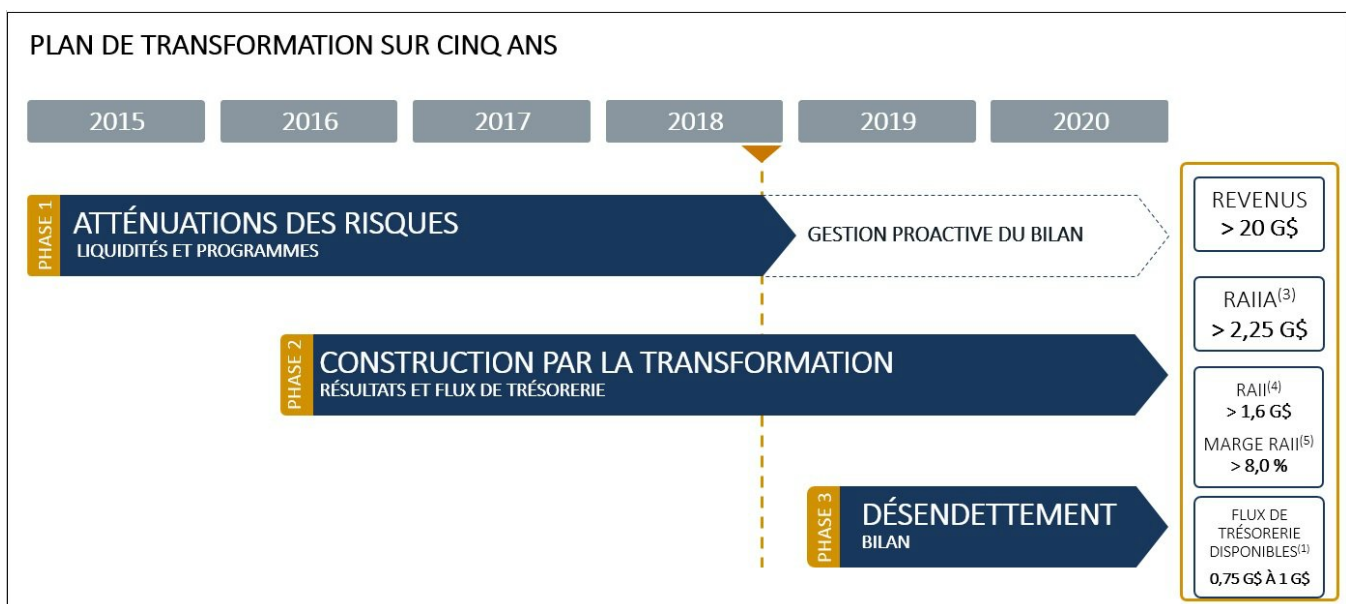 PLAN DE TRANSFORMATION SUR CINQ ANS
2015 2016 2017 2018 2019 2020
PHASE 1
ATTÉNUATIONS DES RISQUES
LIQUIDITÉS ET PROGRAMMES
GESTION PROACTIVE DU BILAN
PHASE 2
CONSTRUCTION PAR LA TRANSFORMATION
RÉSULTATS ET FLUX DE TRÉSORERIE
PHASE 3
DÉSENDETTEMENT
BILAN
REVENUS
> 20 G$
RAIIA(3)
> 2,25 G$
RAII(4)
> 1,6 G$
MARGE RAII(5)
> 8,0 %
FLUX DE
TRÉSORERIE
DISPONIBLES(1)
0,75 G$ À 1 G$